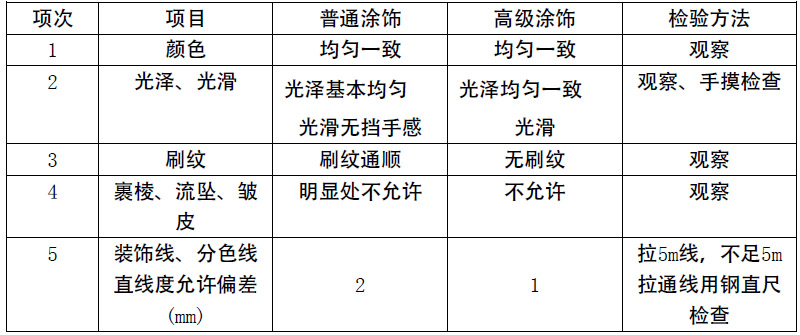 项次 项目 普通涂饰 高级涂饰 检验方法
1 颜色 均匀一致 均匀一致 观察
2 光泽、光滑 光泽基本均匀 光滑无挡手感 光泽均匀一致 光滑 观察、手摸检查
3 刷纹 刷纹通顺 无刷纹 观察
4 裹棱、流坠、皱皮 明显处不允许 不允许 观察
5 装饰线、分色线直线度允许偏差(mm) 2 1 拉5m线，不足5m拉通线用钢直尺检查